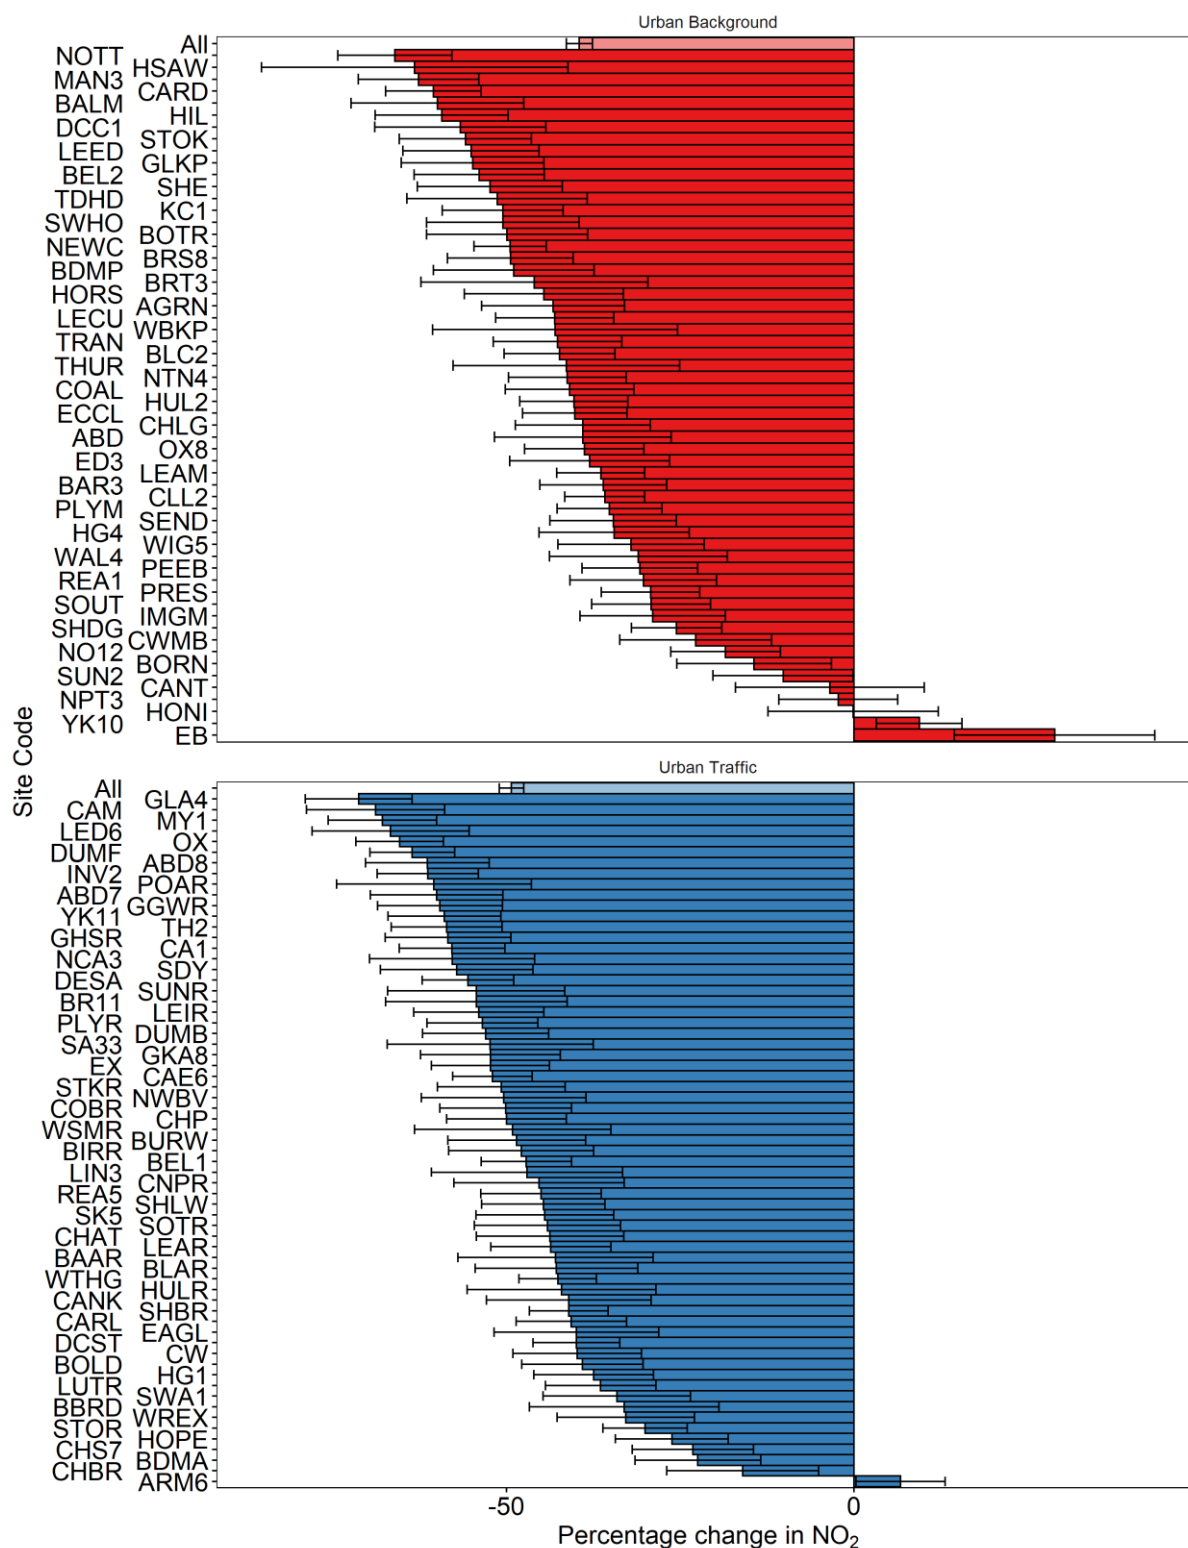 Urban Background
All
NOTT
HSAW
MAN3
CARD
BALM
HIL
DCC1
STOK
LEED
GLKP
BEL2
SHE
TDHD
KC1
SWHO
BOTR
NEWC
BRS8
BDMP
BRT3
HORS
AGRN
LECU
WBKP
TRAN
BLC2
THUR
NTN4
COAL
HUL2
ECCL
CHLG
ABD
OX8
ED3
LEAM
BAR3
CLL2
PLYM
SEND
HG4
WIG5
WAL4
PEEB
REA1
PRES
SOUT
IMGM
SHDG
CWMB
NO12
BORN
SUN2
CANT
NPT3
HONI
YK10
EB
Site Code
Urban Traffic
All
GLA4
CAM
MY1
LED6
OX
DUMF
ABD8
INV2
POAR
ABD7
GGWR
YK11
TH2
GHSR
CA1
NCA3
SDY
DESA
SUNR
BR11
LEIR
PLYR
DUMB
SA33
GKA8
EX
CAE6
STKR
NWBV
COBR
CHP
WSMR
BURW
BIRR
BEL1
LIN3
CNPR
REA5
SHLW
SK5
SOTR
CHAT
LEAR
BAAR
BLAR
WTHG
HULR
CANK
SHBR
CARL
EAGL
DCST
CW
BOLD
HG1
LUTR
SWA1
BBRD
WREX
STOR
HOPE
CHS7
BDMA
CHBR
ARM6
-50 0
Percentage change in NO₂